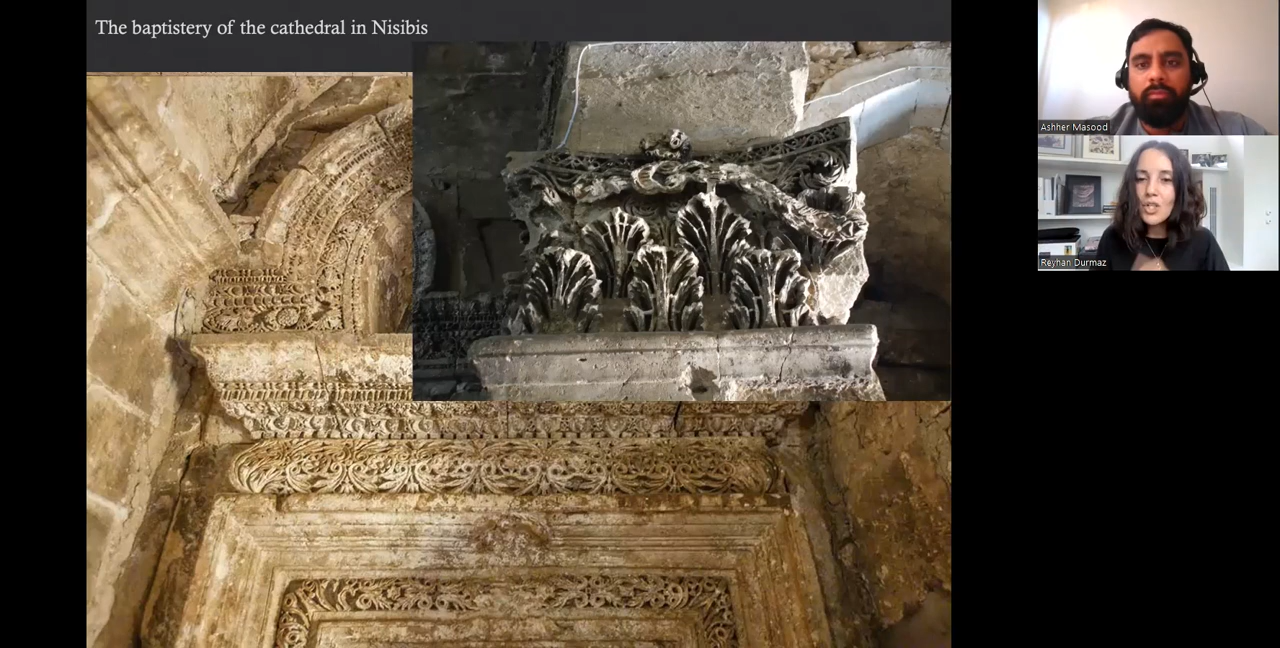 The baptistery of the cathedral in Nisibis
Ashher Masood
Reyhan Durmaz